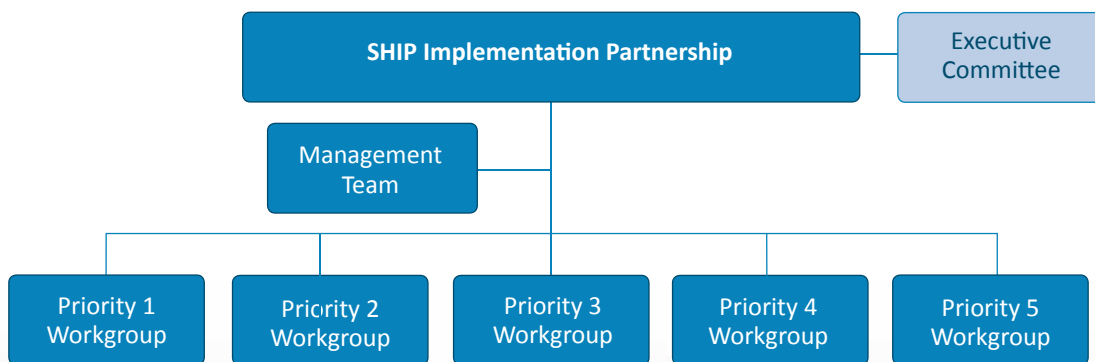 SHIP Implementation Partnership
Executive
Committee
Management
Team
Priority 1
Workgroup
Priority 2
Workgroup
Priority 3
Workgroup
Priority 4
Workgroup
Priority 5
Workgroup